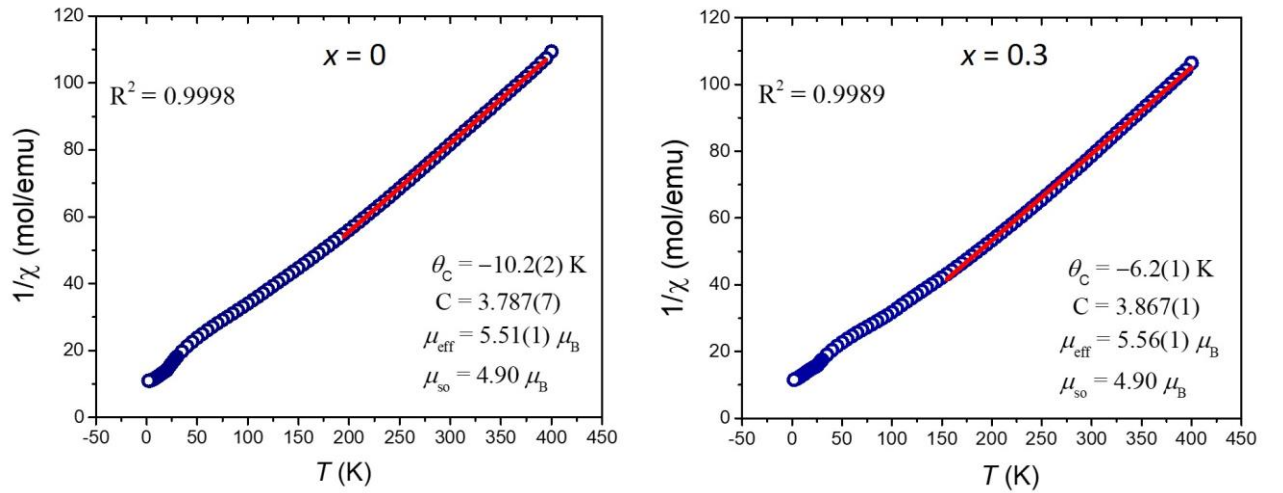 x = 0
R² = 0.9998
θC = −10.2(2) K
C = 3.787(7)
μeff = 5.51(1) μB
μso = 4.90 μB
1/χ (mol/emu)
120
100
80
60
40
20
0
-50 0 50 100 150 200 250 300 350 400 450
T (K)
x = 0.3
R² = 0.9989
θC = −6.2(1) K
C = 3.867(1)
μeff = 5.56(1) μB
μso = 4.90 μB
1/χ (mol/emu)
120
100
80
60
40
20
0
-50 0 50 100 150 200 250 300 350 400 450
T (K)